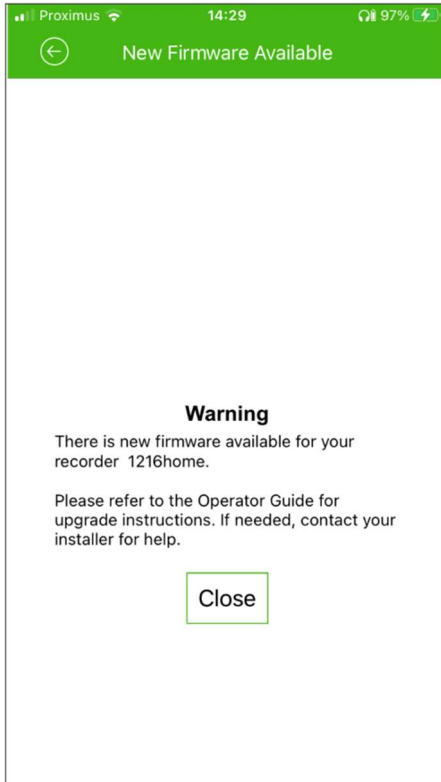 Proximus 14:29 97%
New Firmware Available
Warning
There is new firmware available for your
recorder 1216home.
Please refer to the Operator Guide for
upgrade instructions. If needed, contact your
installer for help.
Close